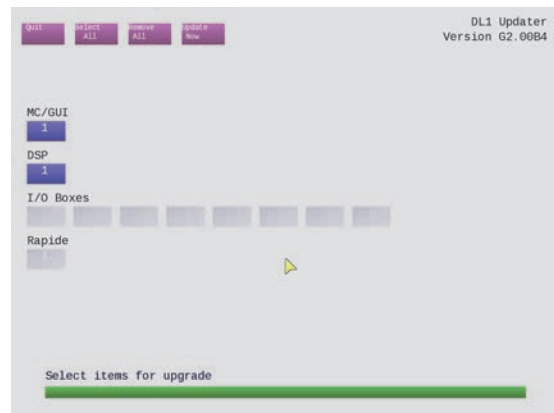 Quit
Select
All
Remove
All
Update
Now
DL1 Updater
Version G2.00B4
MC/GUI
1
DSP
1
I/O Boxes
Rapide
Select items for upgrade